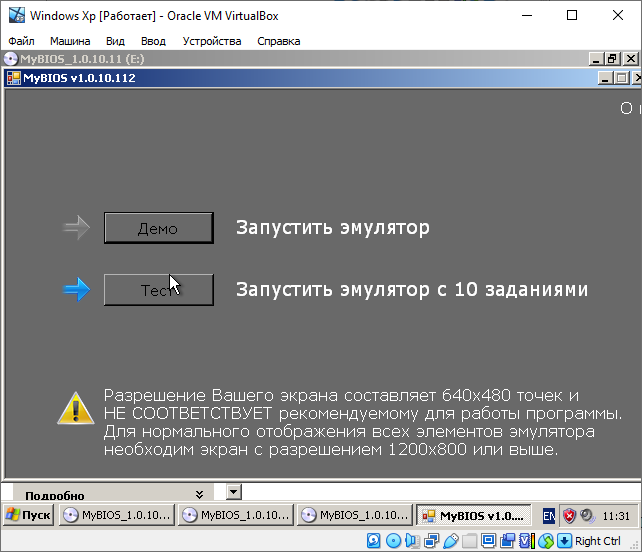 Windows Xp [Работает] - Oracle VM VirtualBox
Файл Машина Вид Ввод Устройства Справка
MyBIOS_1.0.10.11 (E:)
MyBIOS v1.0.10.112
О
Демо Запустить эмулятор
Тест Запустить эмулятор с 10 заданиями
Разрешение Вашего экрана составляет 640x480 точек и
НЕ СООТВЕТСТВУЕТ рекомендуемому для работы программы.
Для нормального отображения всех элементов эмулятора
необходим экран с разрешением 1200x800 или выше.
Подробно
Пуск MyBIOS_1.0.10... MyBIOS_1.0.10... MyBIOS_1.0.10... MyBIOS v1.0.... EN 11:31
Right Ctrl